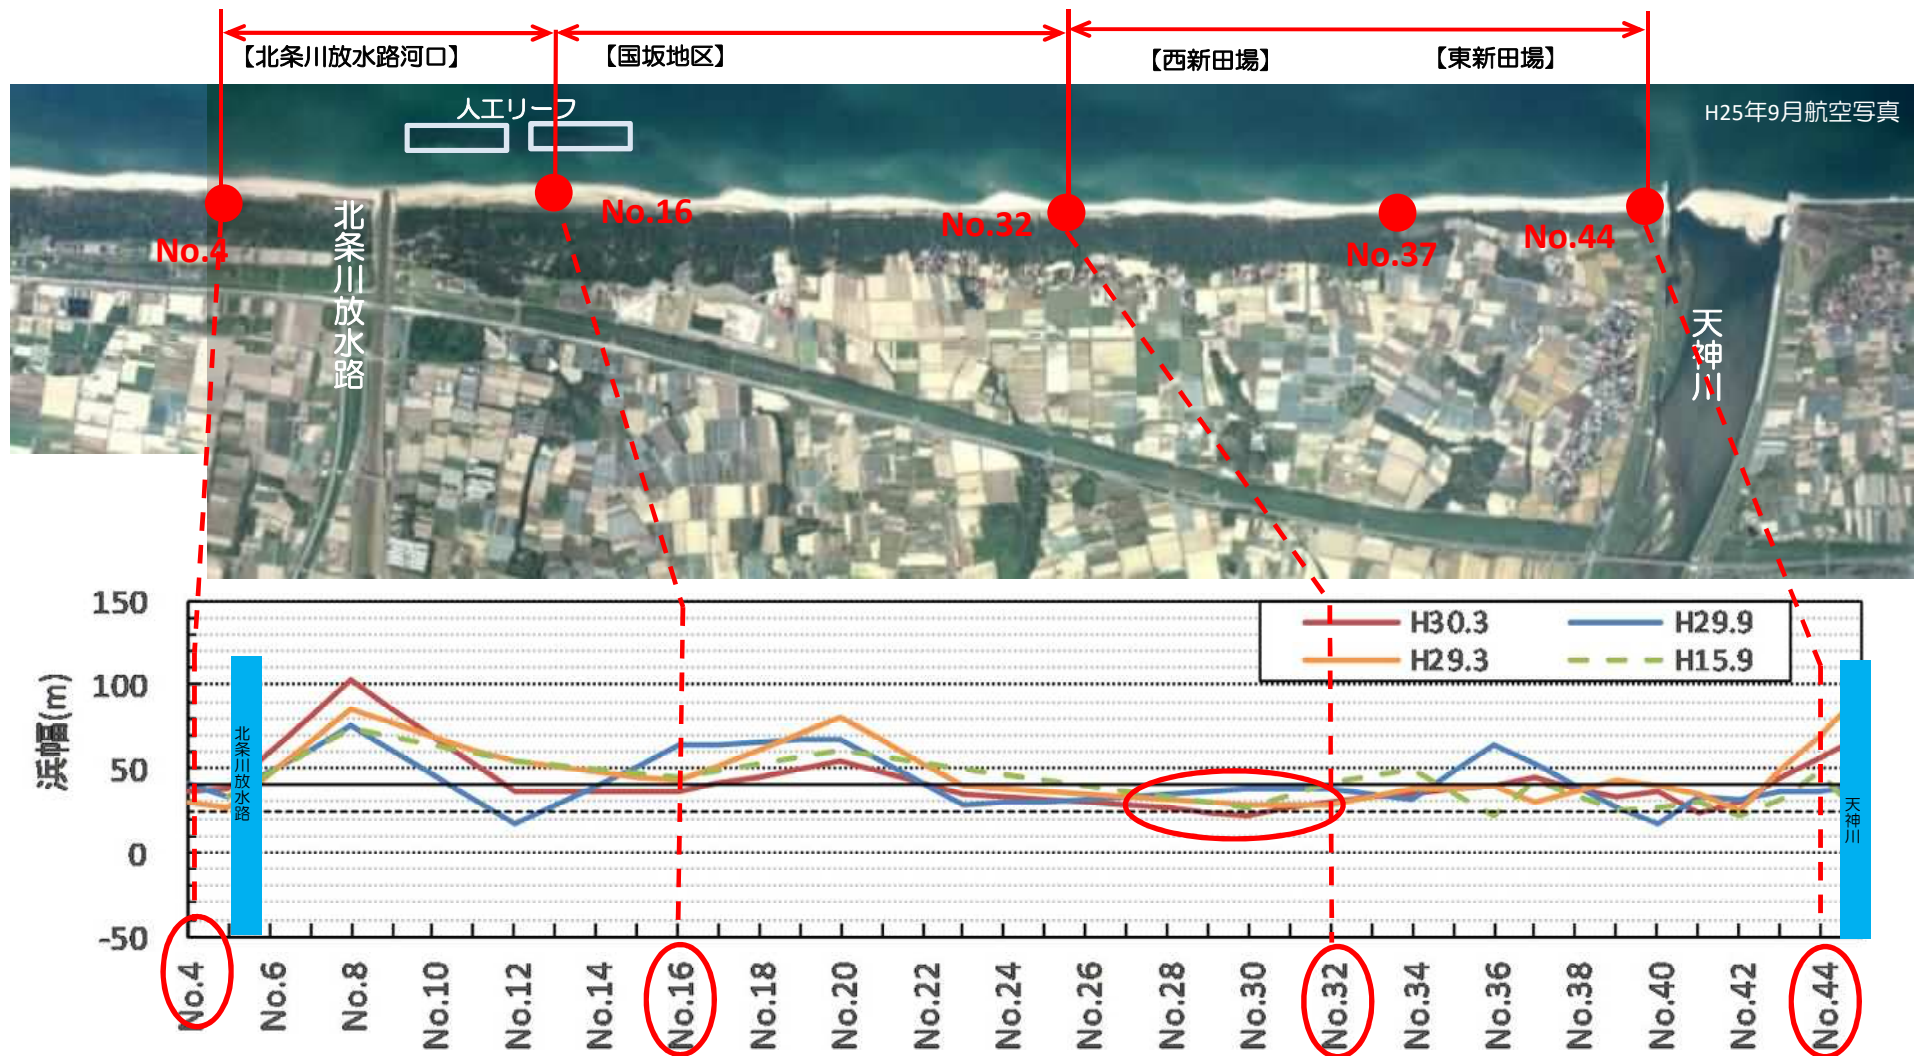 【北条川放水路河口】
【国坂地区】
【西新田場】
【東新田場】
人工リーフ
H25年9月航空写真
No.4
No.16
No.32
No.37
No.44
北条川放水路
天神川
150
100
50
0
-50
浜幅(m)
H30.3
H29.9
H29.3
H15.9
北条川放水路
天神川
No.4
No.6
No.8
No.10
No.12
No.14
No.16
No.18
No.20
No.22
No.24
No.26
No.28
No.30
No.32
No.34
No.36
No.38
No.40
No.42
No.44